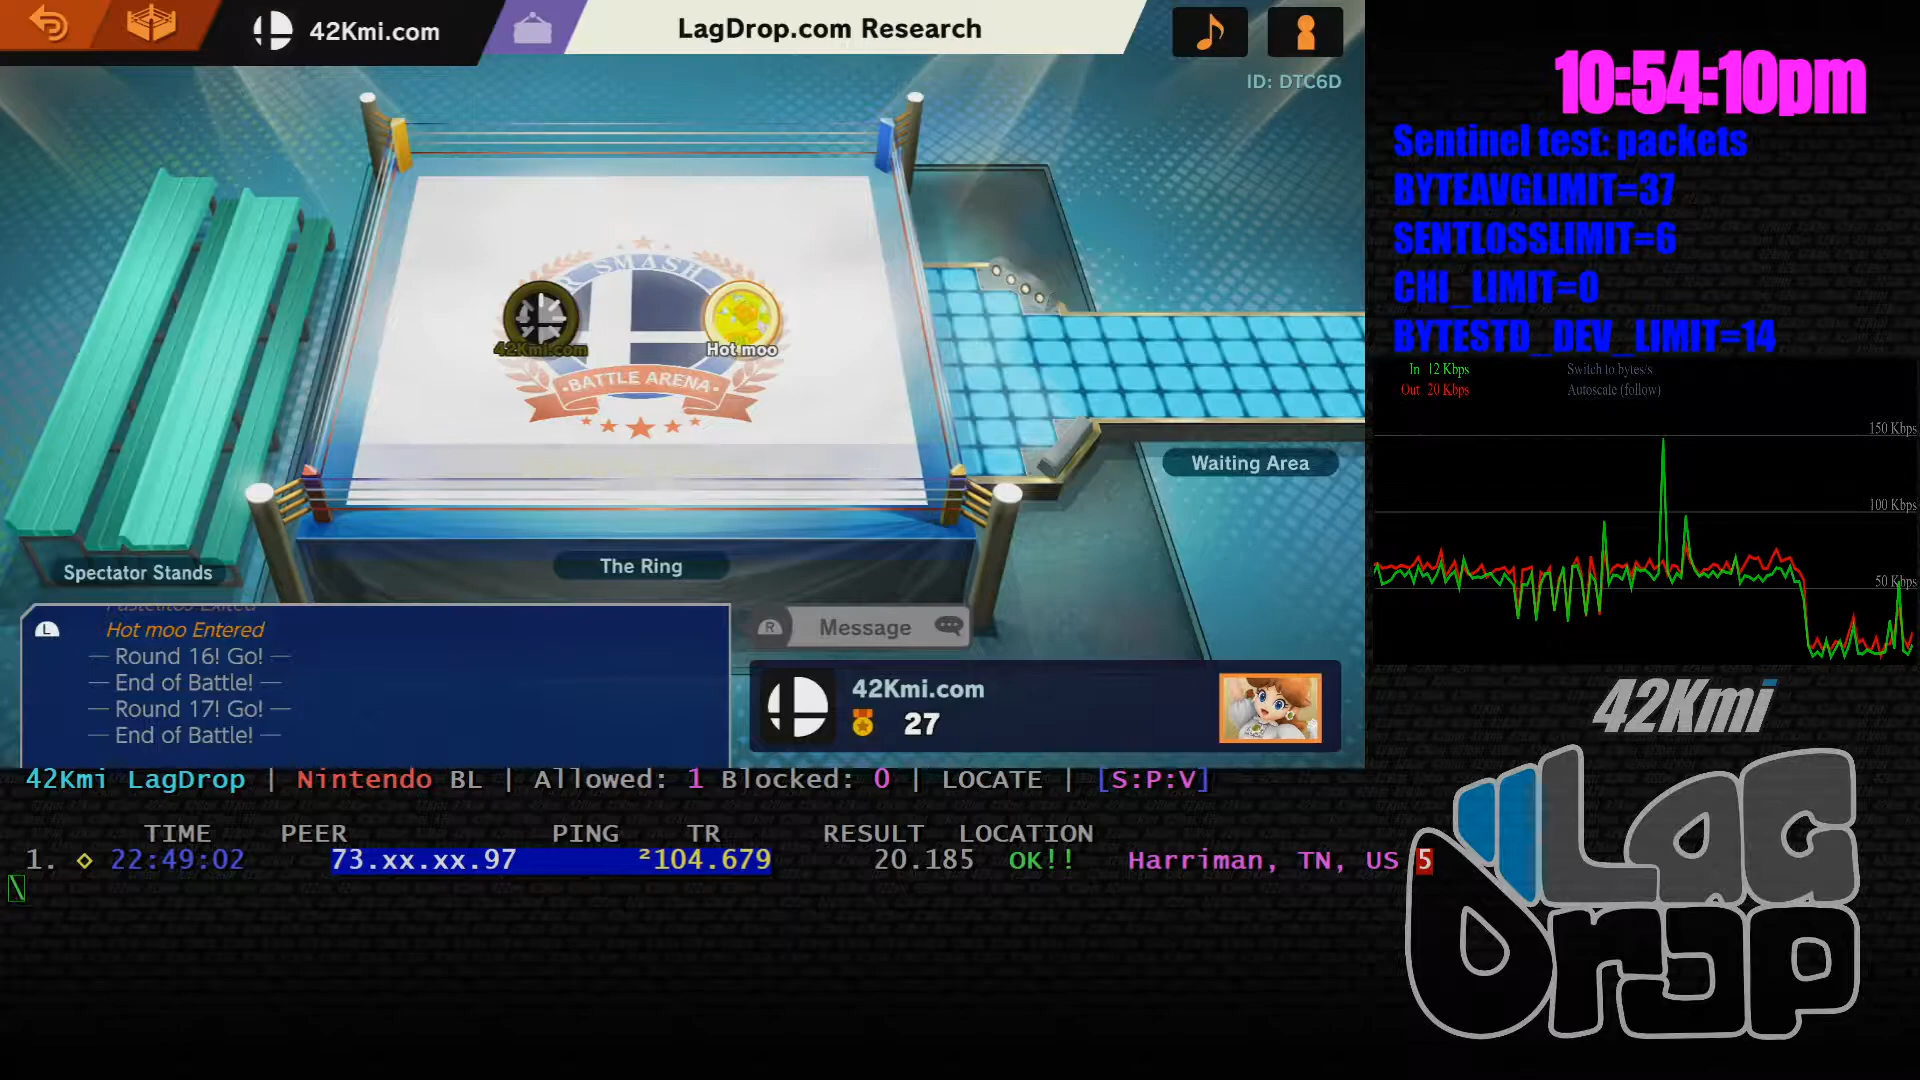 42Kmi.com
LagDrop.com Research
ID: DTC6D
10:54:10pm
Sentinel test: packets
BYTEAVGLIMIT=37
SENTLOSSLIMIT=6
CHI_LIMIT=0
BYTESTD_DEV_LIMIT=14
In 12 Kbps
Switch to bytes/s
Out 20 Kbps
Autoscale (follow)
150 Kbps
100 Kbps
50 Kbps
SMASH
42Kmi.com
Hot moo
·BATTLE ARENA·
Waiting Area
The Ring
Spectator Stands
Pastelitos Exited
L
Hot moo Entered
— Round 16! Go! —
— End of Battle! —
— Round 17! Go! —
— End of Battle! —
R Message
42Kmi.com
27
42Kmi LagDrop | Nintendo BL | Allowed: 1 Blocked: 0 | LOCATE | [S:P:V]
TIME PEER PING TR RESULT LOCATION
1. ◇ 22:49:02 73.xx.xx.97 ²104.679 20.185 OK!! Harriman, TN, US 5
\
42Kmi
LAG
Drop